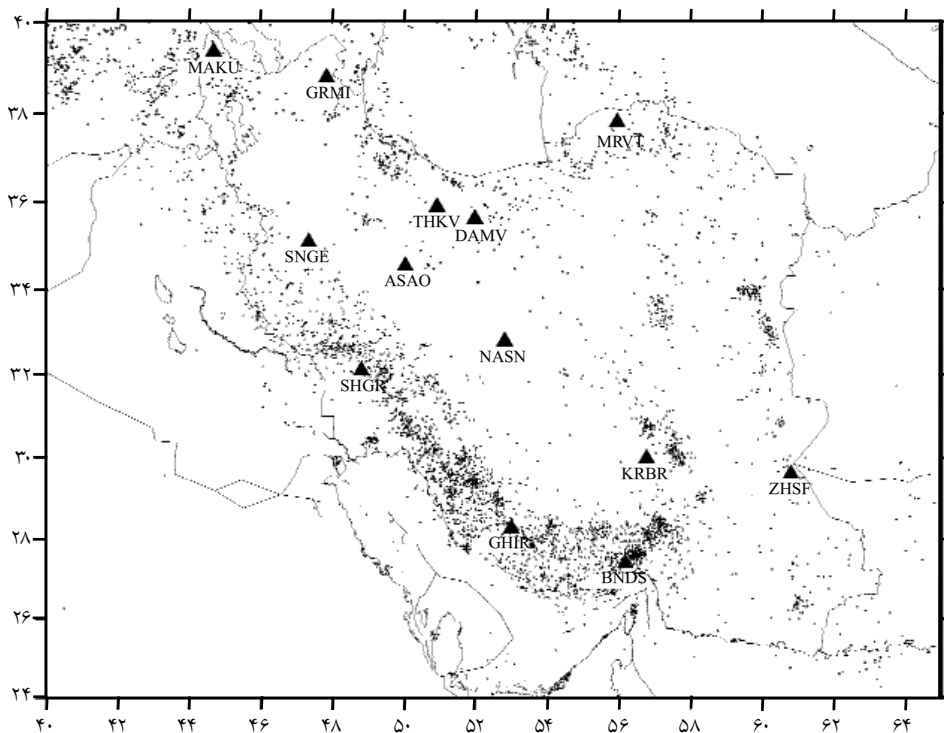 ۴۰
MAKU
GRMI
۳۸
MRVT
۳۶
THKV
DAMV
SNGE
ASAO
۳۴
NASN
۳۲
SHGR
۳۰
KRBR
ZHSF
۲۸
GHIR
BNDS
۲۶
۲۴
۴۰ ۴۲ ۴۴ ۴۶ ۴۸ ۵۰ ۵۲ ۵۴ ۵۶ ۵۸ ۶۰ ۶۲ ۶۴